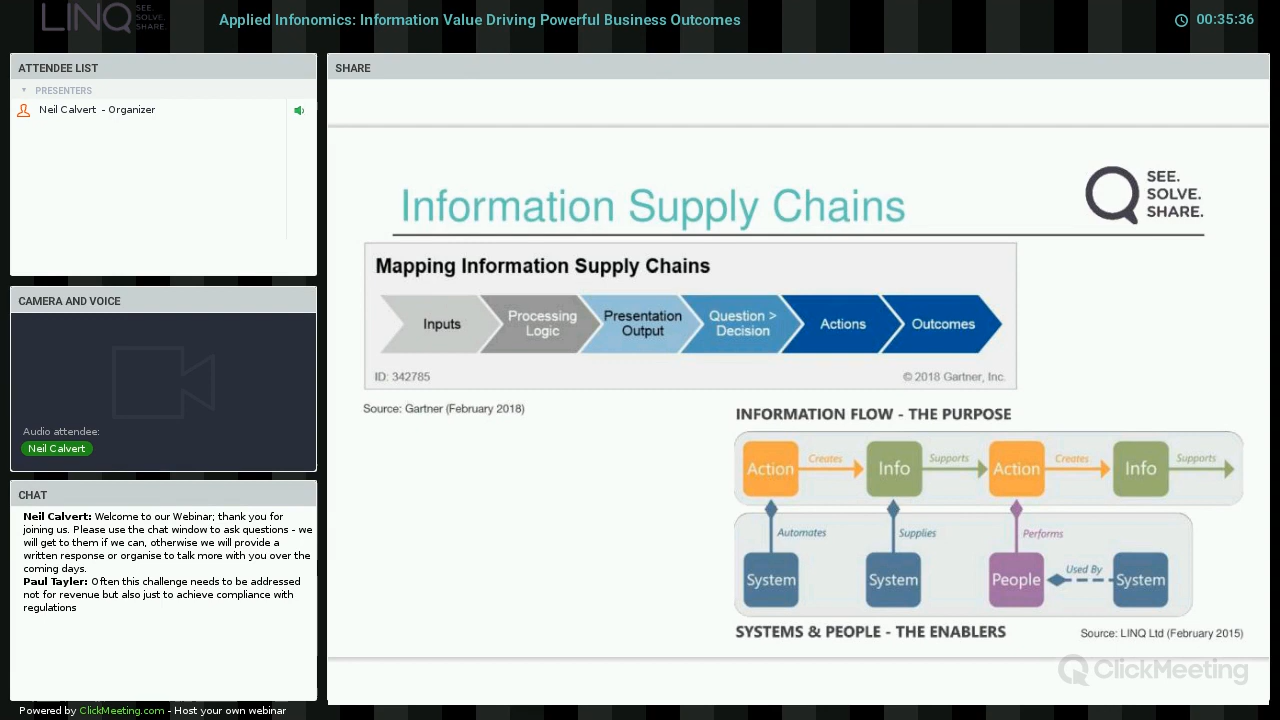 LINQ SEE.
SOLVE.
SHARE.
Applied Infonomics: Information Value Driving Powerful Business Outcomes
00:35:36
ATTENDEE LIST
PRESENTERS
Neil Calvert - Organizer
CAMERA AND VOICE
Audio attendee:
Neil Calvert
CHAT
Neil Calvert: Welcome to our Webinar; thank you for
joining us. Please use the chat window to ask questions - we
will get to them if we can, otherwise we will provide a
written response or organise to talk more with you over the
coming days.
Paul Tayler: Often this challenge needs to be addressed
not for revenue but also just to achieve compliance with
regulations
Powered by ClickMeeting.com - Host your own webinar
SHARE
Information Supply Chains
SEE.
SOLVE.
SHARE.
Mapping Information Supply Chains
Inputs
Processing
Logic
Presentation
Output
Question >
Decision
Actions
Outcomes
ID: 342785
© 2018 Gartner, Inc.
Source: Gartner (February 2018)
INFORMATION FLOW - THE PURPOSE
Action
Creates
Info
Supports
Action
Creates
Info
Supports
Automates
Supplies
Performs
System
System
People
Used By
System
SYSTEMS & PEOPLE - THE ENABLERS
Source: LINQ Ltd (February 2015)
ClickMeeting